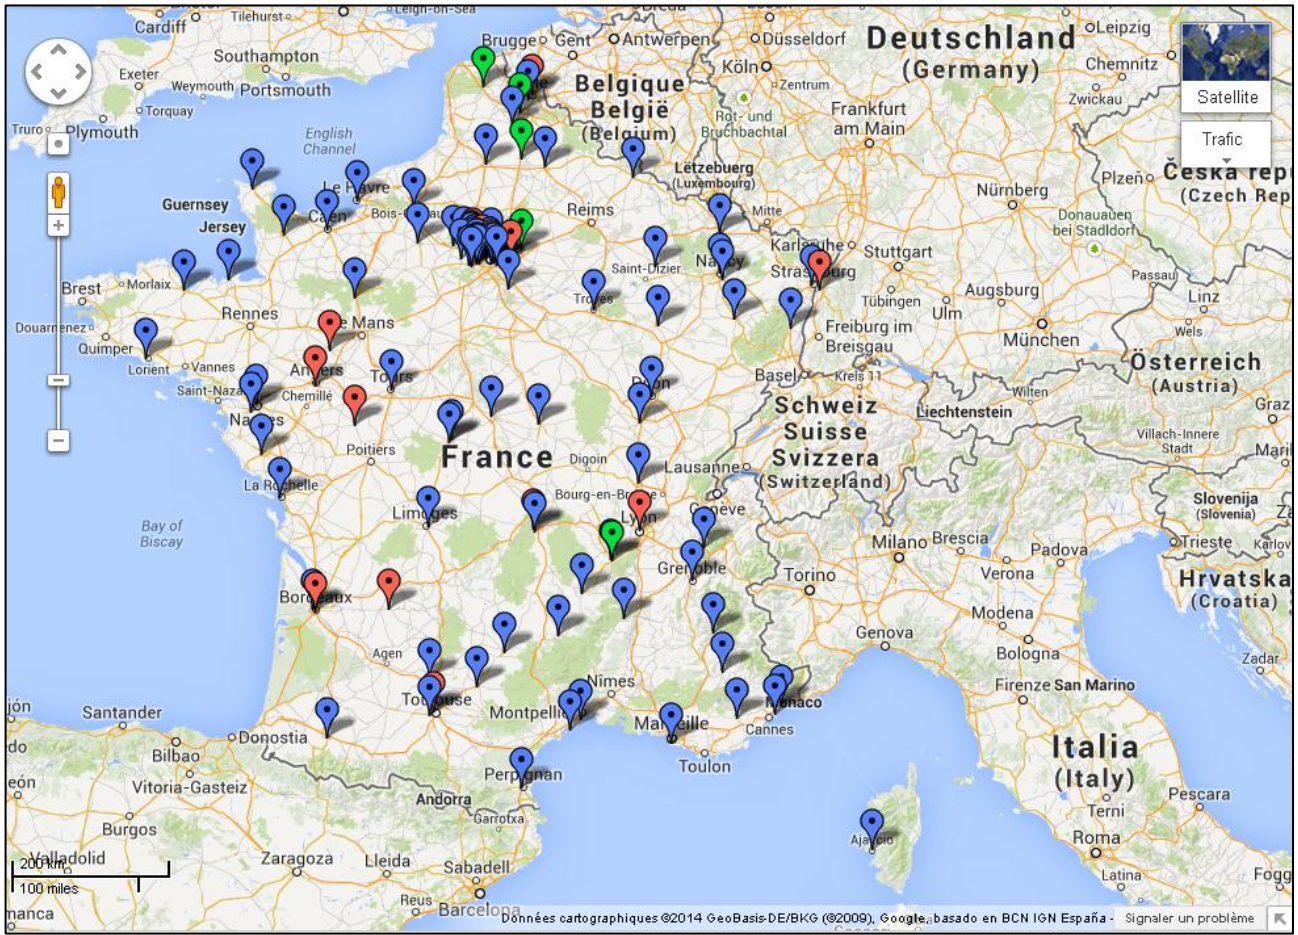 Cardiff
Tilehurst
Leigh-on-Sea
Brugge
Gent
Antwerpen
Düsseldorf
Deutschland
(Germany)
Leipzig
Chemnitz
Zwickau
Southampton
Exeter
Weymouth
Portsmouth
Torquay
Truro
Plymouth
Köln
Zentrum
Belgique
België
(Belgium)
Rot- und
Bruchbachtal
Frankfurt
am Main
Satellite
Trafic
English
Channel
Guernsey
Jersey
Le Havre
Caen
Reims
Lëtzebuerg
(Luxembourg)
Mitte
Nürnberg
Plzeň
Česká rep
(Czech Rep
Donauauen
bei Stadldorf
Karlsruhe
Stuttgart
Strasbourg
Saint-Dizier
Nancy
Troyes
Tübingen
Ulm
Augsburg
Passau
Linz
Wels
Brest
Morlaix
Douarnenez
Quimper
Lorient
Vannes
Rennes
Le Mans
Angers
Tours
Saint-Naza
Chemillé
Nantes
Freiburg im
Breisgau
München
Österreich
(Austria)
Basel
Kreis 11
Dijon
Wilten
Graz
Schweiz
Suisse
Svizzera
(Switzerland)
Liechtenstein
Villach-Innere
Stadt
Poitiers
France
Digoin
Lausanne
La Rochelle
Limoges
Bourg-en-Bresse
Genève
Lyon
Slovenija
(Slovenia)
Bay of
Biscay
Milano
Brescia
Padova
Trieste
Karlov
Verona
Grenoble
Torino
Hrvatska
(Croatia)
Bordeaux
Modena
Genova
Bologna
Zadar
Agen
Nîmes
Toulouse
Montpellier
Marseille
Monaco
Cannes
Toulon
Firenze
San Marino
Santander
Donostia
Bilbao
Vitoria-Gasteiz
Italia
(Italy)
Perpignan
Andorra
Garrotxa
Terni
Pescara
Burgos
Ajaccio
Roma
Valladolid
200 km
100 miles
Zaragoza
Lleida
Sabadell
Latina
Fogg
Reus
Barcelona
Données cartographiques ©2014 GeoBasis-DE/BKG (©2009), Google, basado en BCN IGN España -
Signaler un problème